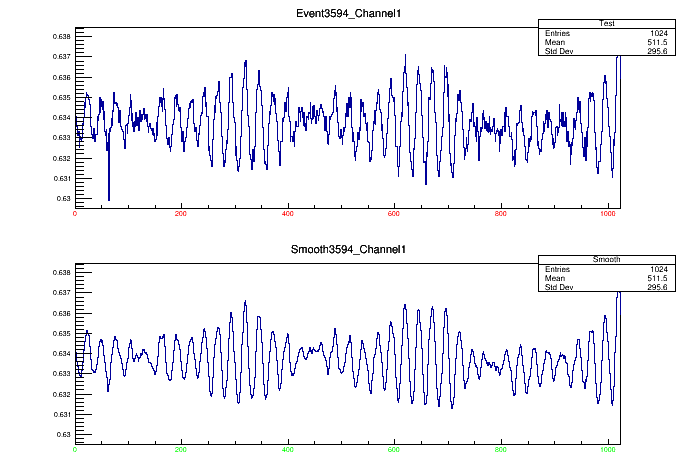 Event3594_Channel1
Test
Entries 1024
Mean 511.5
Std Dev 295.6
0.638
0.637
0.636
0.635
0.634
0.633
0.632
0.631
0.63
0 200 400 600 800 1000
Smooth3594_Channel1
Smooth
Entries 1024
Mean 511.5
Std Dev 295.6
0.638
0.637
0.636
0.635
0.634
0.633
0.632
0.631
0.63
0 200 400 600 800 1000